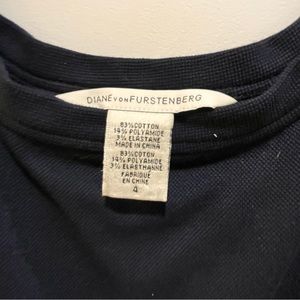 DIANE VON FURSTENBERG
83% COTTON
14% POLYAMIDE
3% ELASTANE
MADE IN CHINA
83% COTTON
14% POLYAMIDE
3% ELASTHANNE
FABRIQUÉ
EN CHINE
4